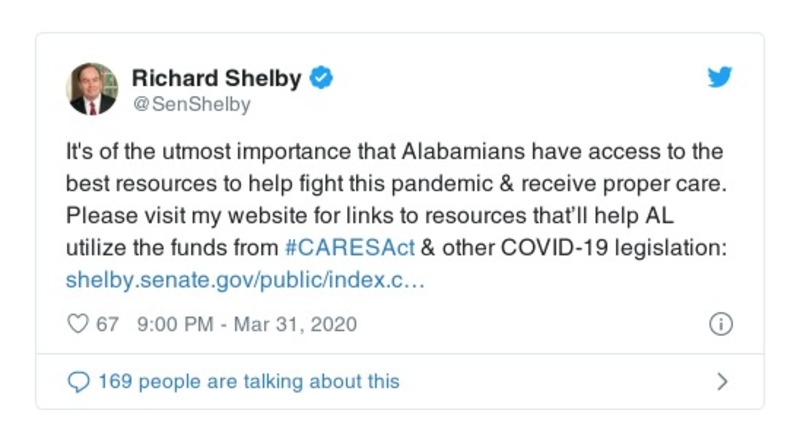 Richard Shelby
@SenShelby
It's of the utmost importance that Alabamians have access to the
best resources to help fight this pandemic & receive proper care.
Please visit my website for links to resources that’ll help AL
utilize the funds from #CARESAct & other COVID-19 legislation:
shelby.senate.gov/public/index.c…
67 9:00 PM - Mar 31, 2020
169 people are talking about this